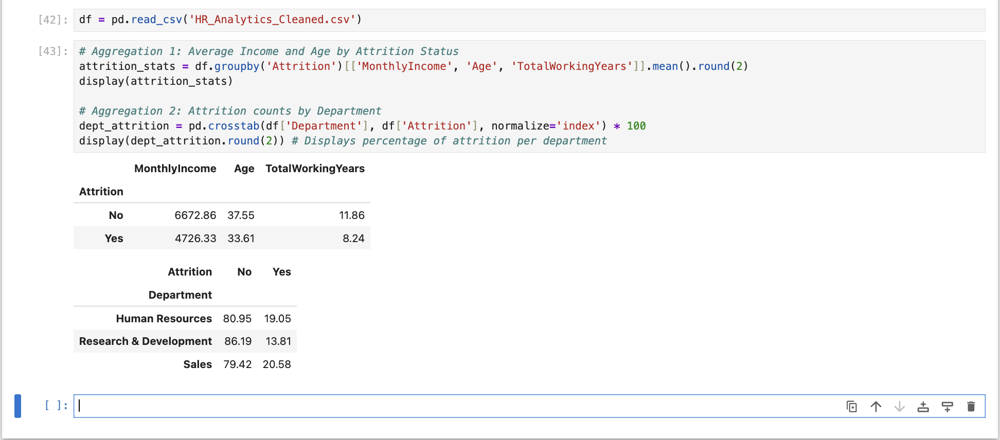 [42]: df = pd.read_csv('HR_Analytics_Cleaned.csv')
[43]: # Aggregation 1: Average Income and Age by Attrition Status
attrition_stats = df.groupby('Attrition')[['MonthlyIncome', 'Age', 'TotalWorkingYears']].mean().round(2)
display(attrition_stats)
# Aggregation 2: Attrition counts by Department
dept_attrition = pd.crosstab(df['Department'], df['Attrition'], normalize='index') * 100
display(dept_attrition.round(2)) # Displays percentage of attrition per department
MonthlyIncome Age TotalWorkingYears
Attrition
No 6672.86 37.55 11.86
Yes 4726.33 33.61 8.24
Attrition No Yes
Department
Human Resources 80.95 19.05
Research & Development 86.19 13.81
Sales 79.42 20.58
[ ]: